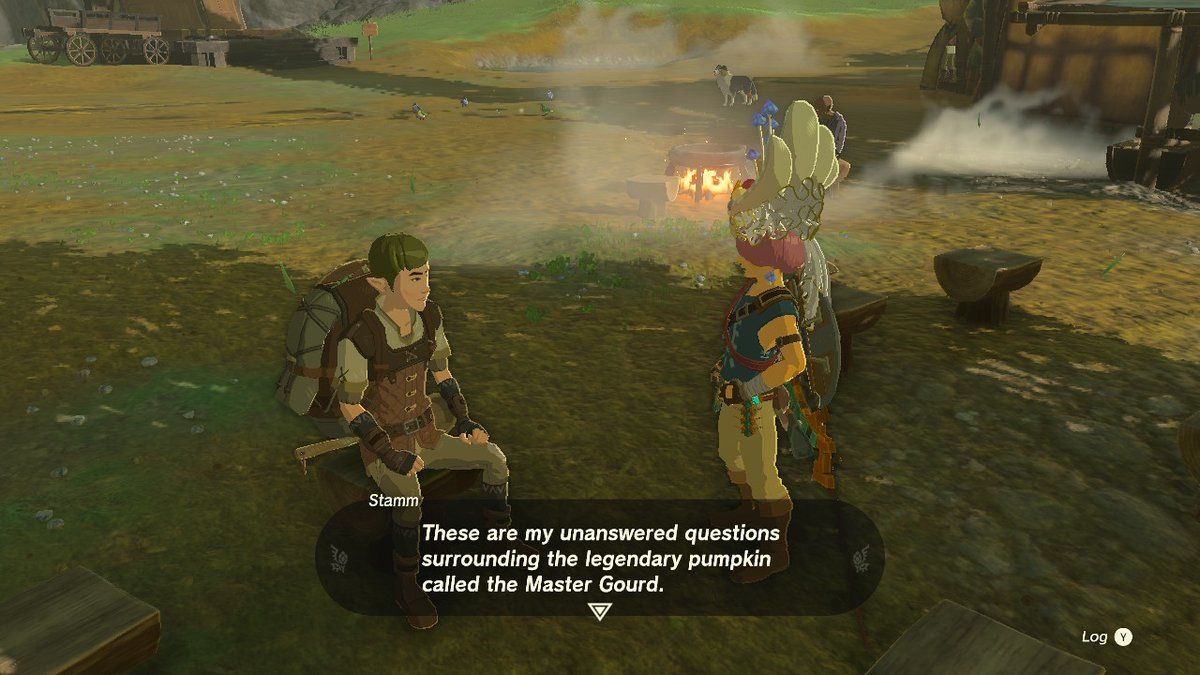 Stamm
These are my unanswered questions
surrounding the legendary pumpkin
called the Master Gourd.
Log Y